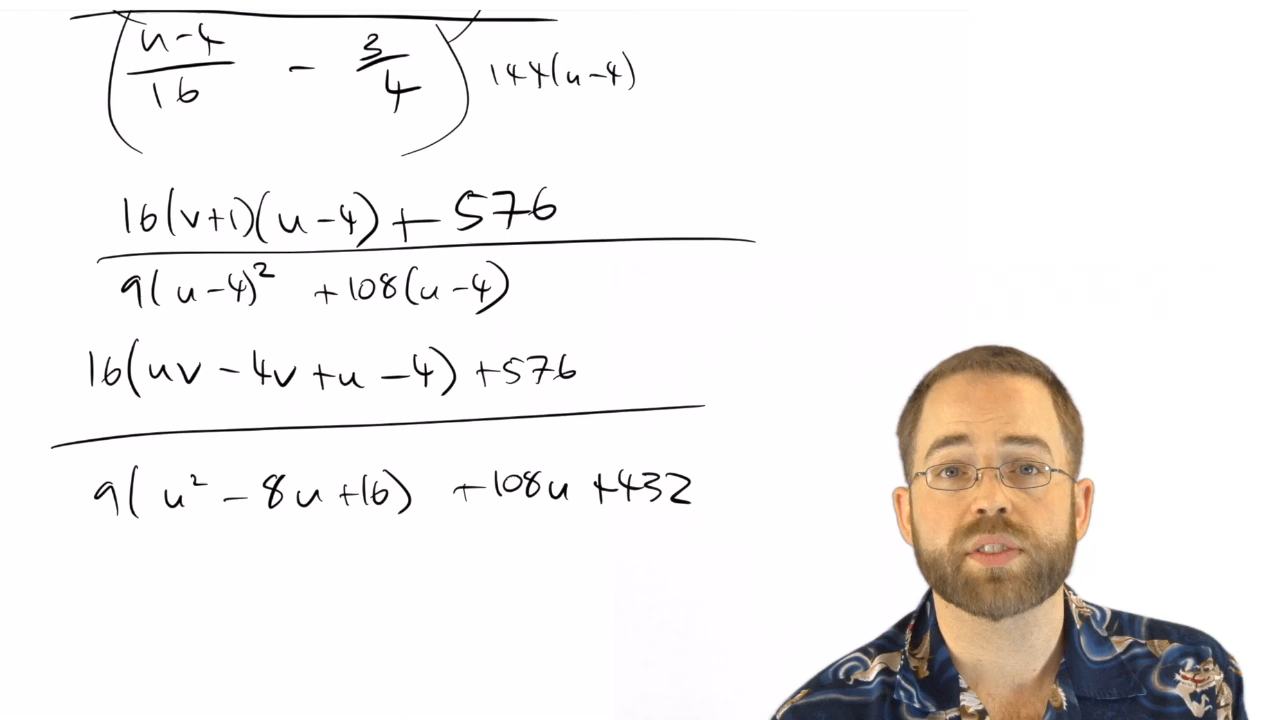 (u-4/16 - 3/4) 144(u-4)
16(v+1)(u-4)+576
9(u-4)² +108(u-4)
16(uv-4v+u-4)+576
9(u²-8u+16) +108u+432